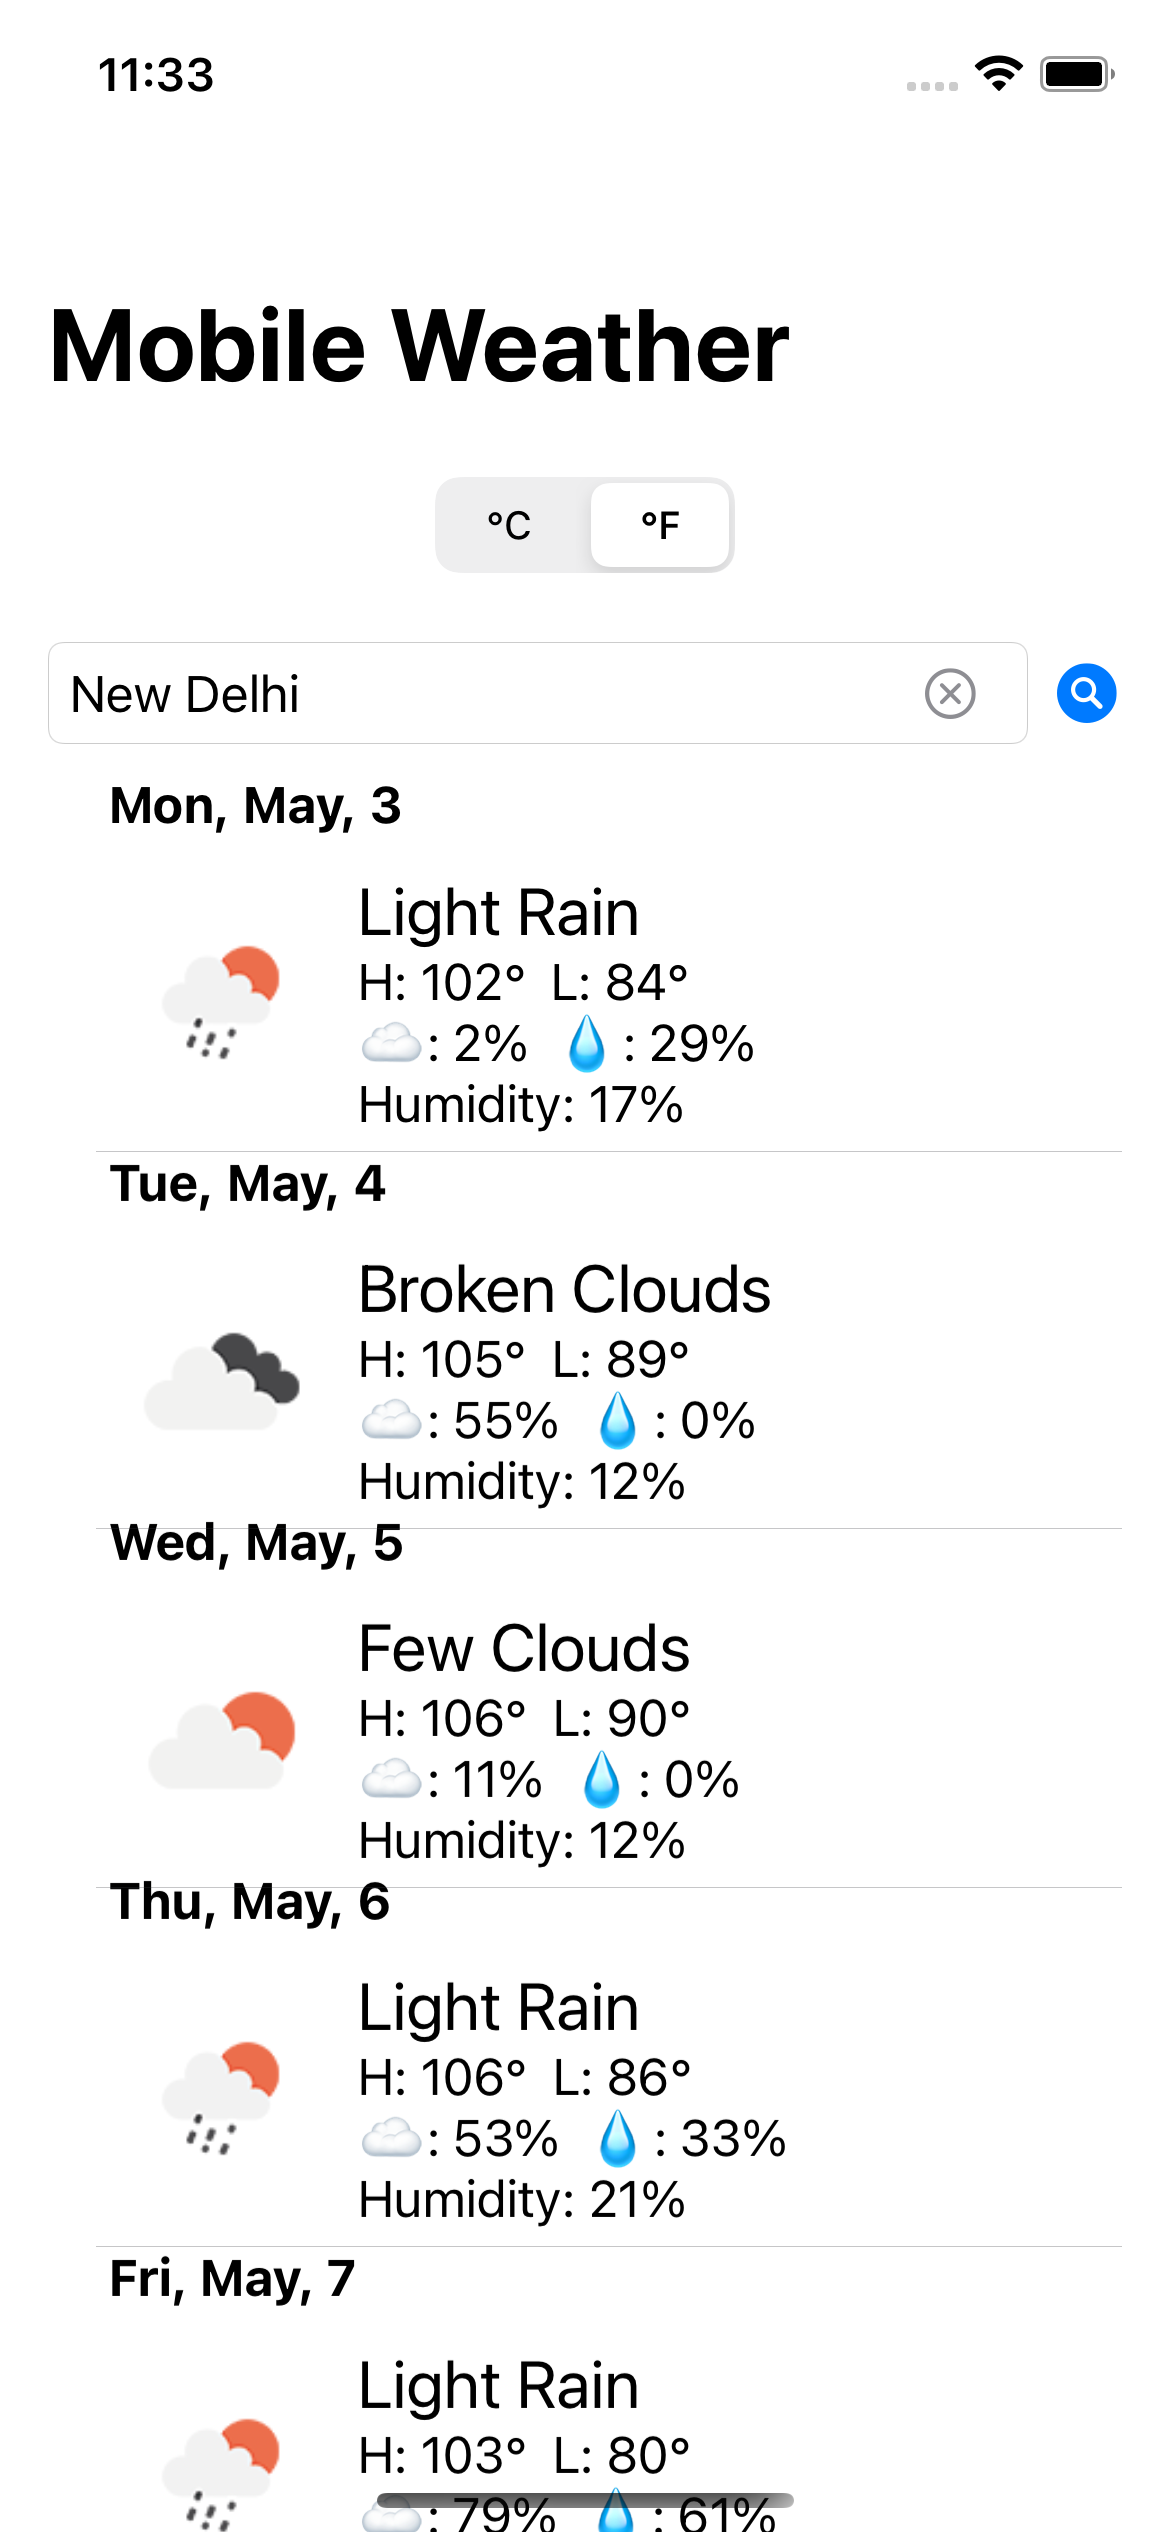 11:33
Mobile Weather
°C °F
New Delhi
Mon, May, 3
Light Rain
H: 102° L: 84°
: 2% : 29%
Humidity: 17%
Tue, May, 4
Broken Clouds
H: 105° L: 89°
: 55% : 0%
Humidity: 12%
Wed, May, 5
Few Clouds
H: 106° L: 90°
: 11% : 0%
Humidity: 12%
Thu, May, 6
Light Rain
H: 106° L: 86°
: 53% : 33%
Humidity: 21%
Fri, May, 7
Light Rain
H: 103° L: 80°
: 79% : 61%